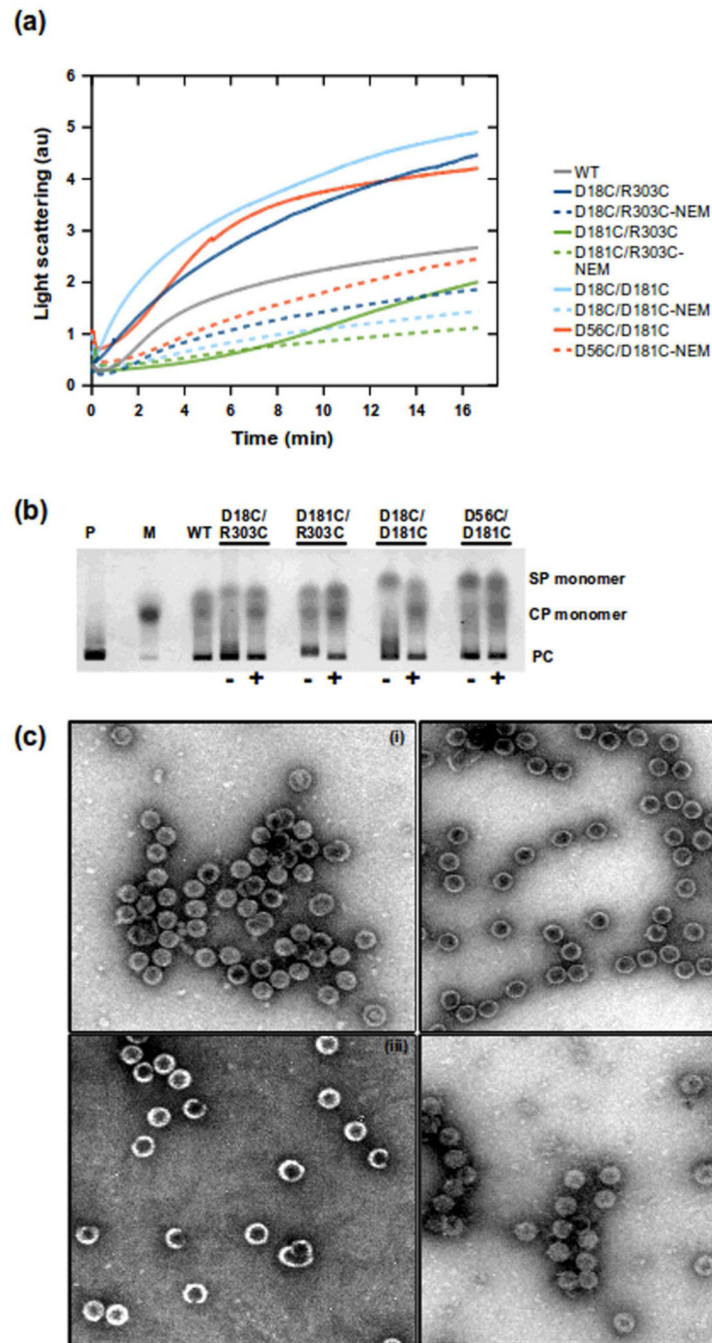 (a)
6
5
4
3
2
1
0
Light scattering (au)
0 2 4 6 8 10 12 14 16
Time (min)
WT
D18C/R303C
D18C/R303C-NEM
D181C/R303C
D181C/R303C-
NEM
D18C/D181C
D18C/D181C-NEM
D56C/D181C
D56C/D181C-NEM
(b)
P M WT D18C/ R303C D181C/ R303C D18C/ D181C D56C/ D181C
SP monomer
CP monomer
PC
- + - + - + - +
(c)
(i)
(iii)